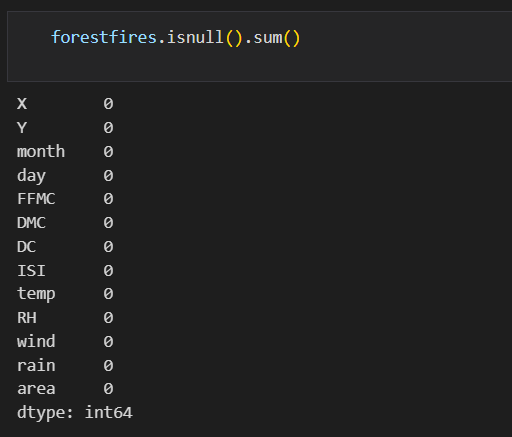 forestfires.isnull().sum()
X        0
Y        0
month    0
day      0
FFMC     0
DMC      0
DC       0
ISI      0
temp     0
RH       0
wind     0
rain     0
area     0
dtype: int64